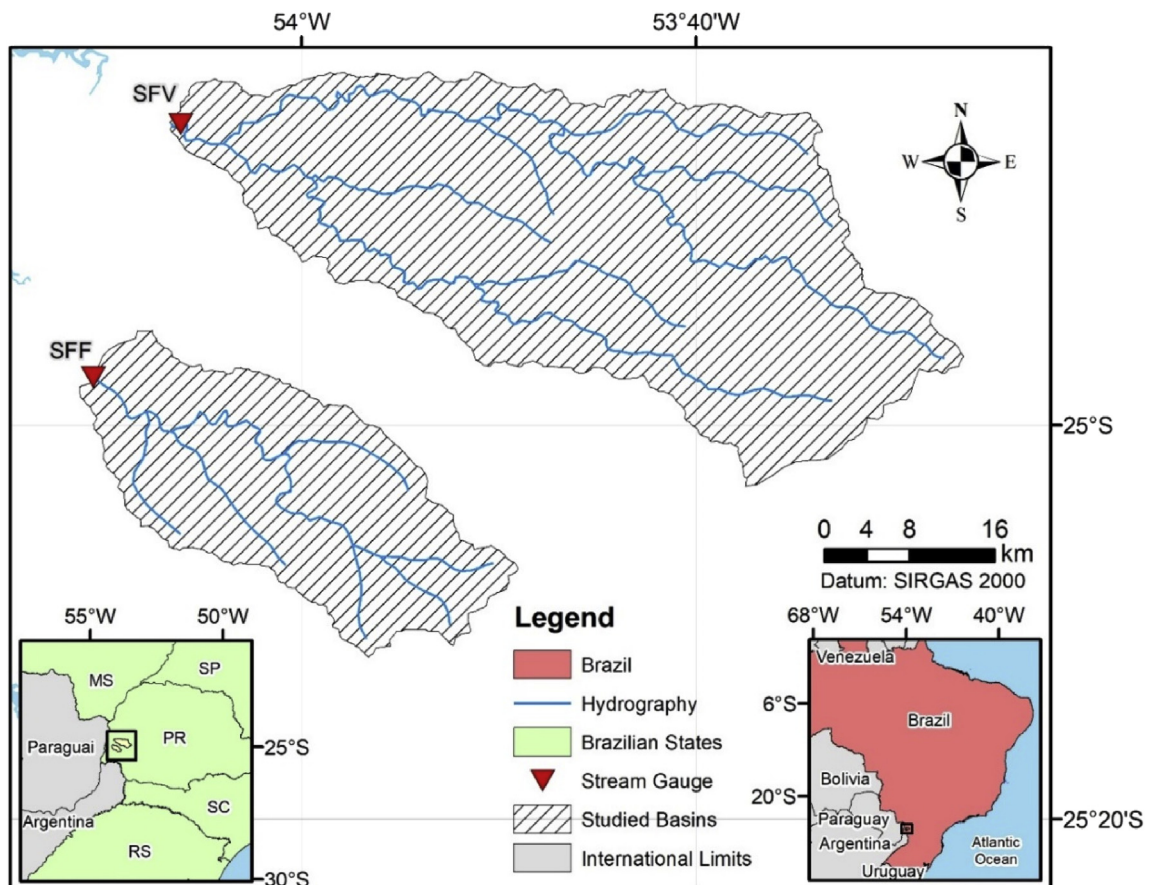 54°W
53°40'W
SFV
N
W
E
S
SFF
25°S
0 4 8 16
km
Datum: SIRGAS 2000
Legend
Brazil
Hydrography
Brazilian States
Stream Gauge
Studied Basins
International Limits
55°W
50°W
MS
SP
Paraguai
PR
25°S
Argentina
SC
RS
30°S
68°W
54°W
40°W
Venezuela
6°S
Brazil
Bolivia
20°S
Paraguay
Argentina
Atlantic
Ocean
Uruguay
25°20'S